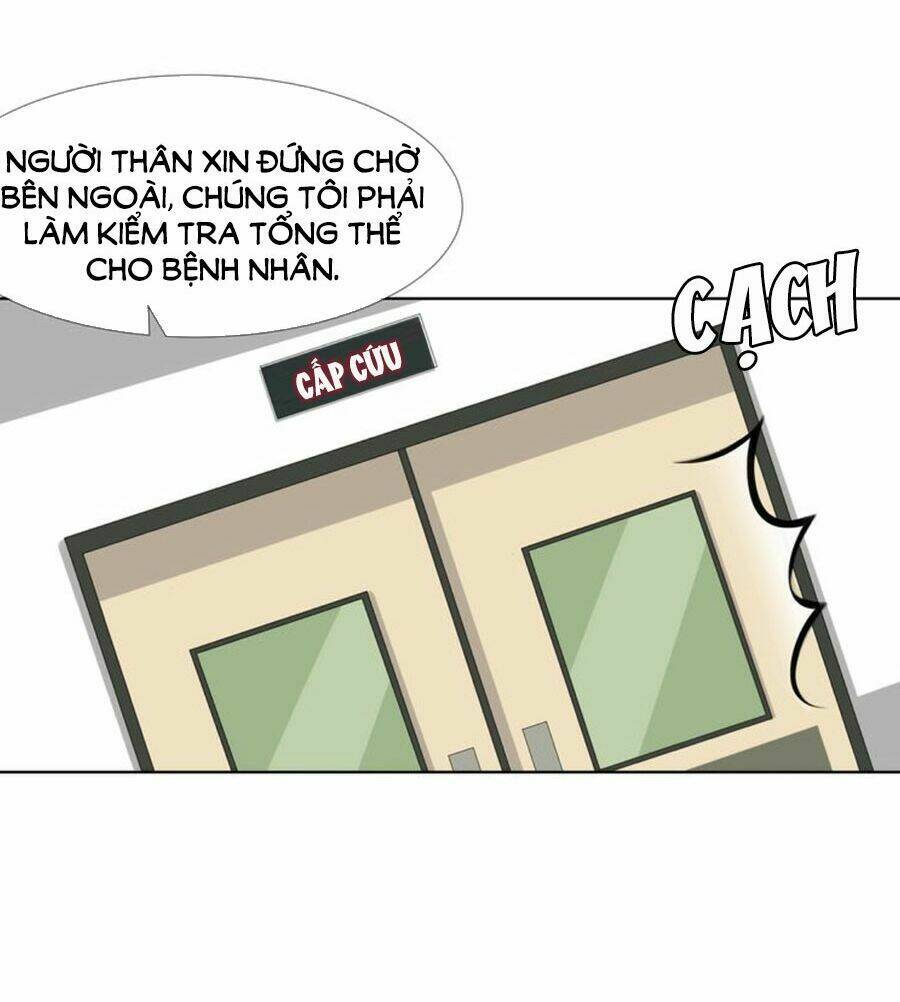 NGƯỜI THÂN XIN ĐỨNG CHỜ
BÊN NGOÀI, CHÚNG TÔI PHẢI
LÀM KIỂM TRA TỔNG THỂ
CHO BỆNH NHÂN.
CẠCH
CẤP CỨU